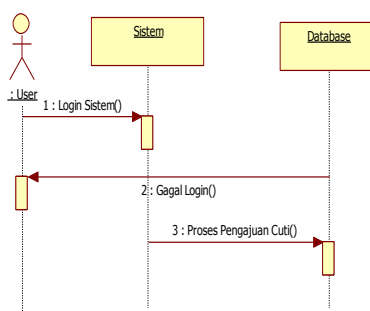 Sistem
Database
: User
1 : Login Sistem()
2 : Gagal Login()
3 : Proses Pengajuan Cuti()